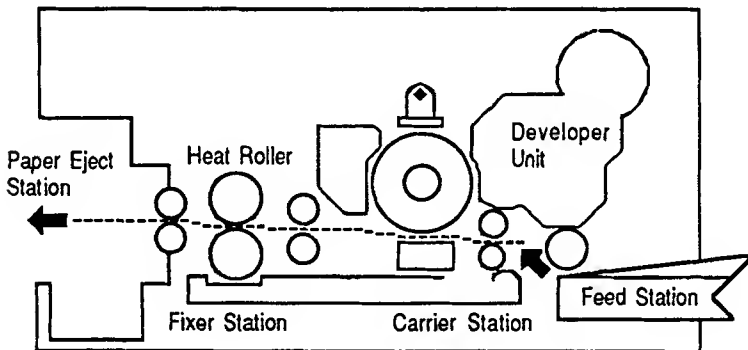 Developer
Unit
Paper Eject
Station
Heat Roller
Feed Station
Fixer Station
Carrier Station